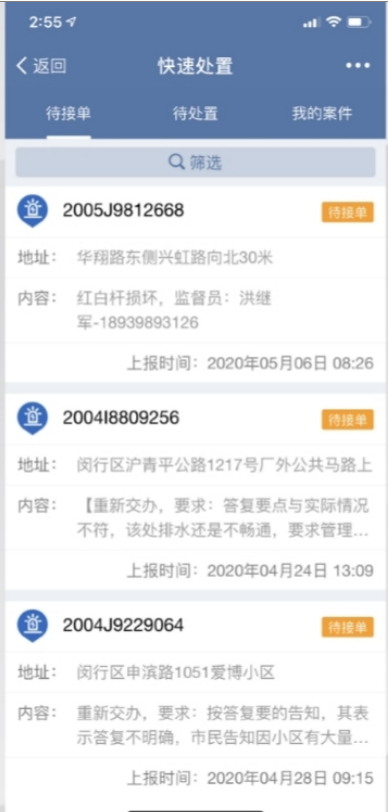 2:55
返回 快速处置
待接单 待处置 我的案件
筛选
2005J9812668 待接单
地址： 华翔路东侧兴虹路向北30米
内容： 红白杆损坏，监督员：洪继
军-18939893126
上报时间：2020年05月06日 08:26
2004I8809256 待接单
地址： 闵行区沪青平公路1217号厂外公共马路上
内容： 【重新交办，要求：答复要点与实际情况
不符，该处排水还是不畅通，要求管理...
上报时间：2020年04月24日 13:09
2004J9229064 待接单
地址： 闵行区申滨路1051爱博小区
内容： 重新交办，要求：按答复要的告知，其表
示答复不明确，市民告知因小区有大量...
上报时间：2020年04月28日 09:15